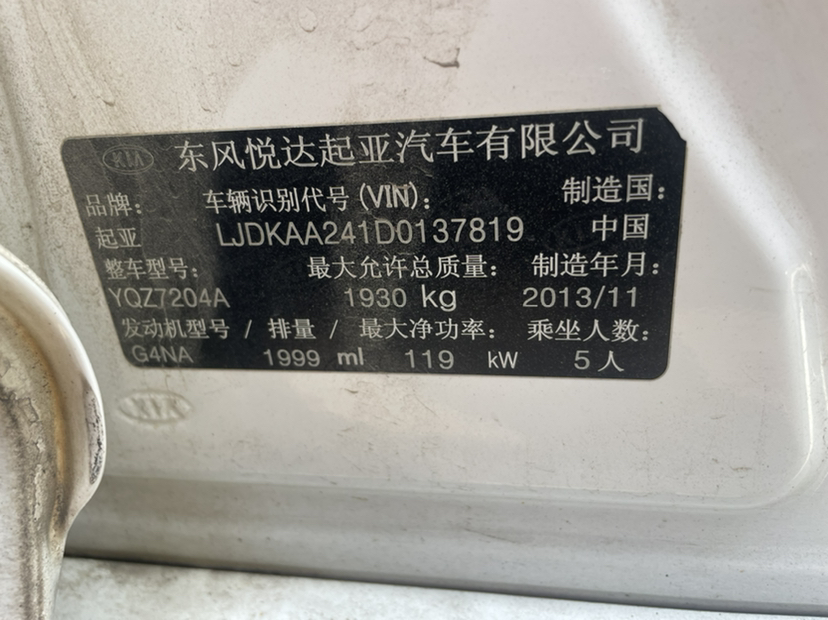 KIA 东风悦达起亚汽车有限公司
品牌: 车辆识别代号(VIN): 制造国:
起亚 LJDKAA241D0137819 中国
整车型号: 最大允许总质量: 制造年月:
YQZ7204A 1930 kg 2013/11
发动机型号 / 排量 / 最大净功率: 乘坐人数:
G4NA 1999 ml 119 kW 5人
KIA